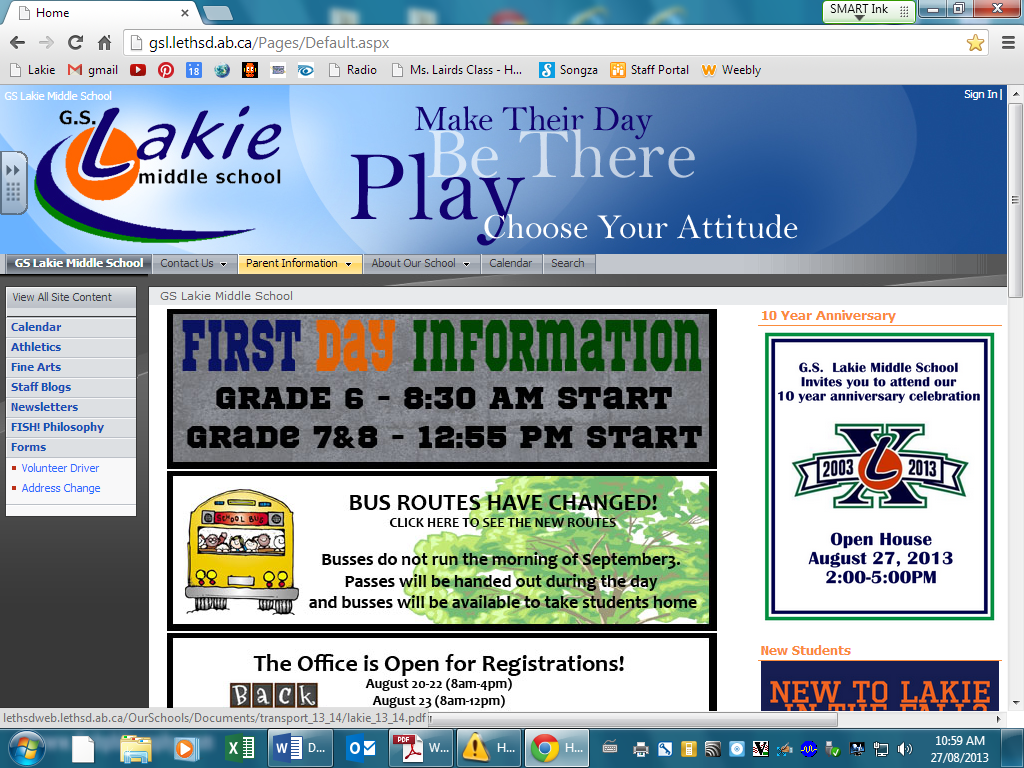 Home
SMART Ink
gsl.lethsd.ab.ca/Pages/Default.aspx
Lakie gmail 18 Radio Ms. Lairds Class - H... Songza Staff Portal Weebly
GS Lakie Middle School
Sign In |
G.S. Lakie
middle school
Make Their Day
Be There
Play
Choose Your Attitude
GS Lakie Middle School Contact Us Parent Information About Our School Calendar Search
View All Site Content
Calendar
Athletics
Fine Arts
Staff Blogs
Newsletters
FISH! Philosophy
Forms
Volunteer Driver
Address Change
GS Lakie Middle School
FIRST Day INFORMATION
GRADE 6 - 8:30 AM START
GRADE 7&8 - 12:55 PM START
SCHOOL BUS
BUS ROUTES HAVE CHANGED!
CLICK HERE TO SEE THE NEW ROUTES
Busses do not run the morning of September3.
Passes will be handed out during the day
and busses will be available to take students home
The Office is Open for Registrations!
August 20-22 (8am-4pm)
August 23 (8am-12pm)
Back
10 Year Anniversary
G.S. Lakie Middle School
Invites you to attend our
10 year anniversary celebration
2003 L 2013
Open House
August 27, 2013
2:00-5:00PM
New Students
NEW TO LAKIE
IN THE FALL?
lethsdweb.lethsd.ab.ca/OurSchools/Documents/transport_13_14/lakie_13_14.pdf
D... W... H... H...
10:59 AM
27/08/2013